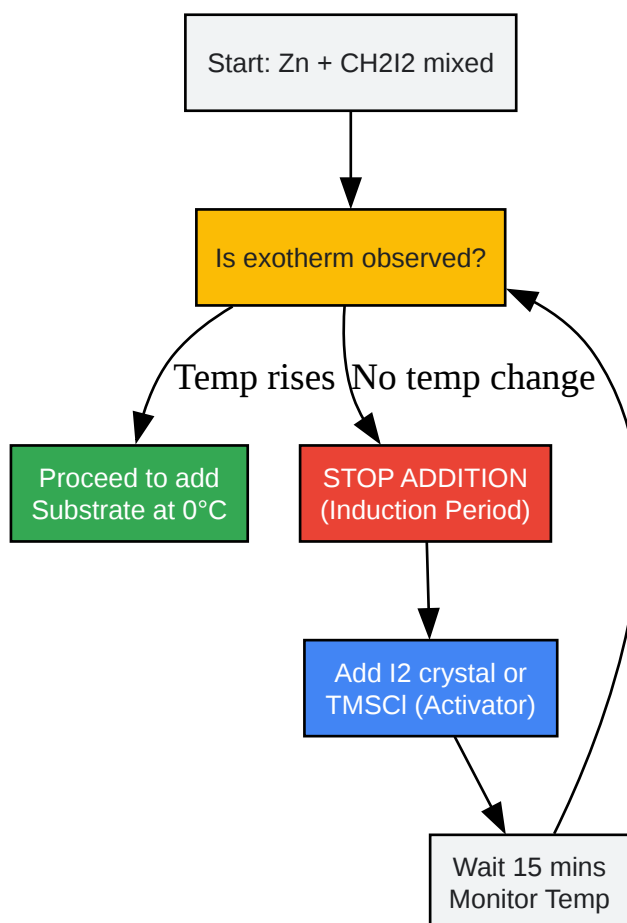 Start: Zn + CH2I2 mixed
Is exotherm observed?
Temp rises
No temp change
Proceed to add
Substrate at 0°C
STOP ADDITION
(Induction Period)
Add I2 crystal or
TMSCl (Activator)
Wait 15 mins
Monitor Temp